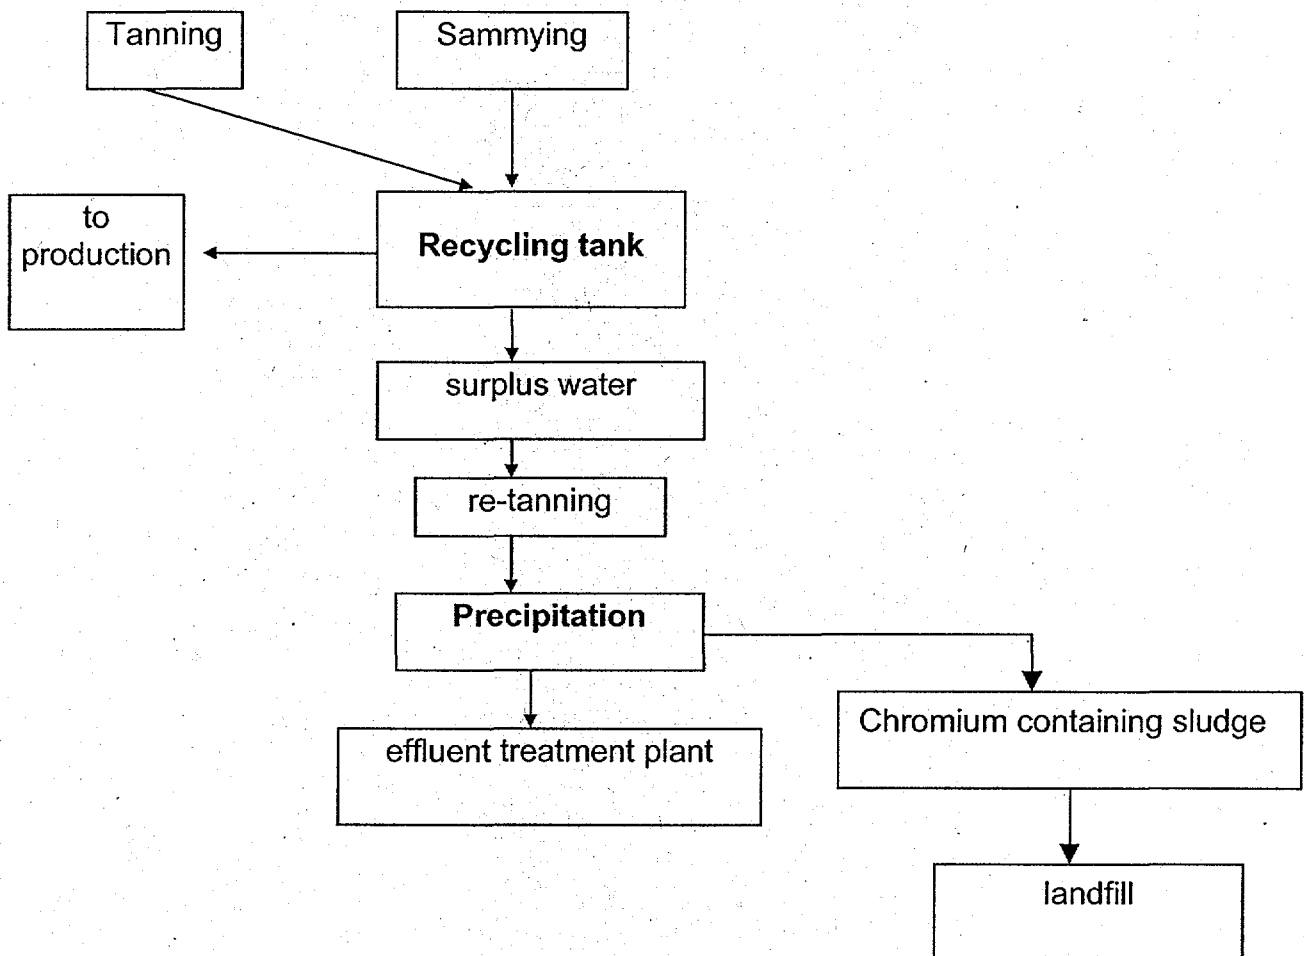 Tanning
Sammying
to
production
Recycling tank
surplus water
re-tanning
Precipitation
Chromium containing sludge
effluent treatment plant
landfill